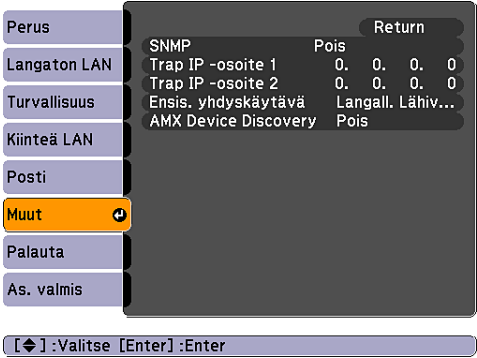 Perus
Langaton LAN
Turvallisuus
Kiinteä LAN
Posti
Muut
Palauta
As. valmis
Return
SNMP Pois
Trap IP -osoite 1 0. 0. 0. 0
Trap IP -osoite 2 0. 0. 0. 0
Ensis. yhdyskäytävä Langall. Lähiv...
AMX Device Discovery Pois
[◆] :Valitse [Enter] :Enter